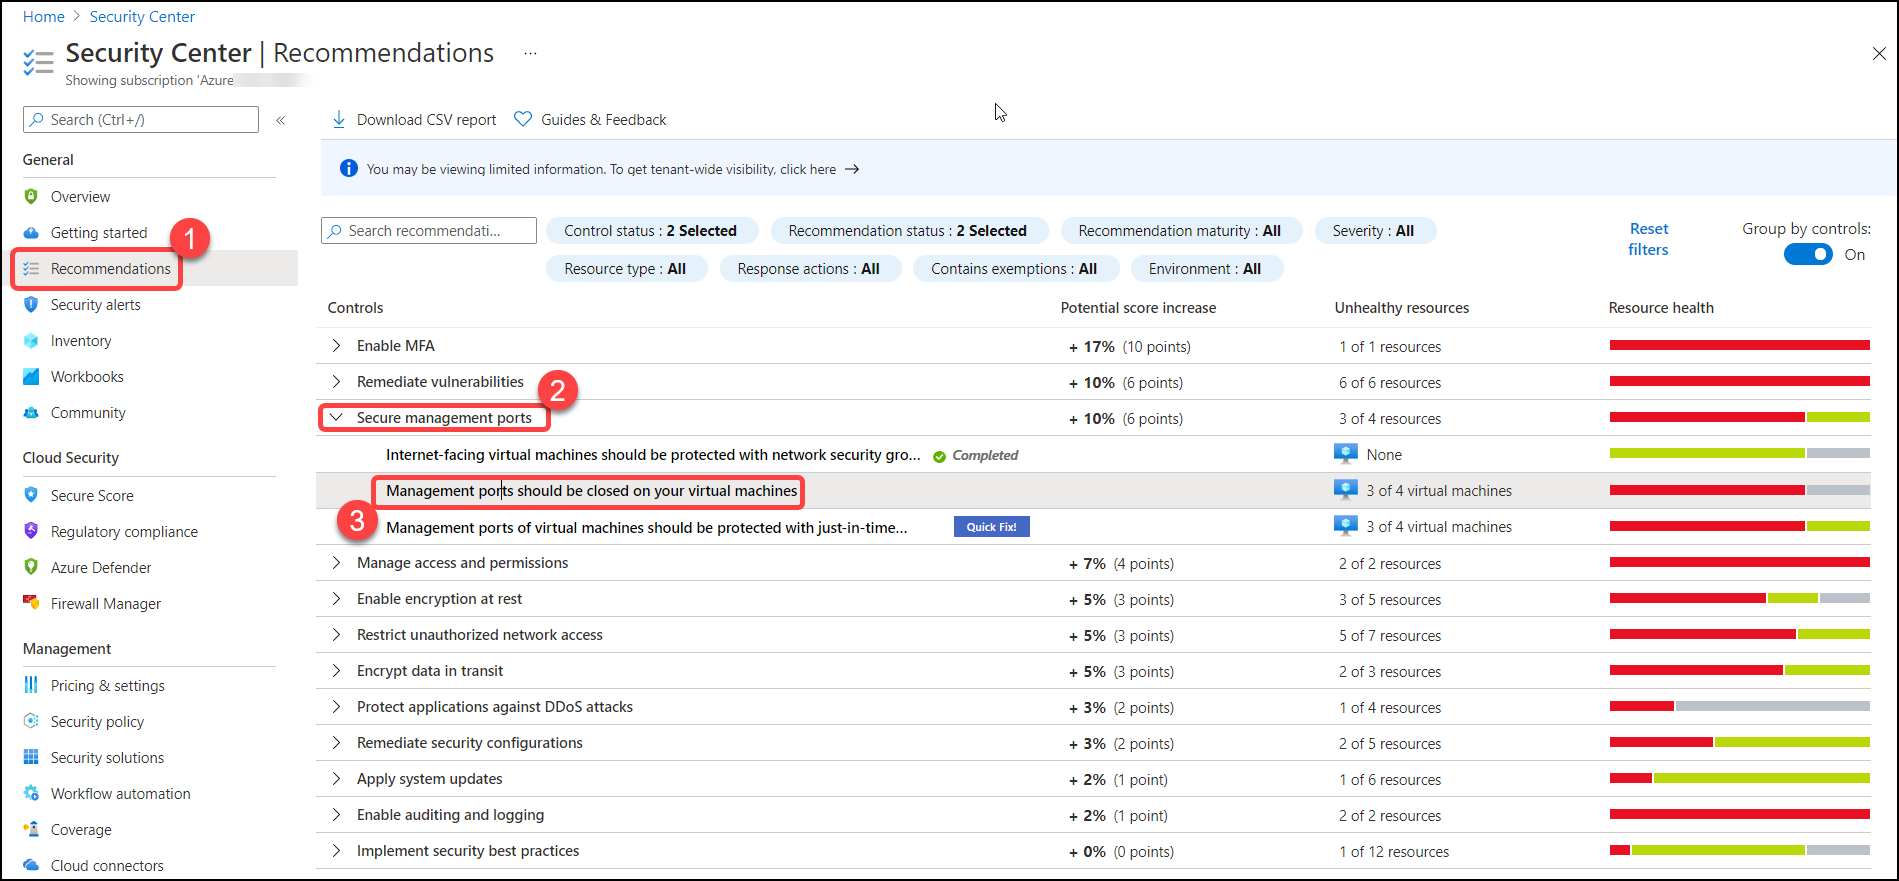 Home > Security Center
Security Center | Recommendations ...
Showing subscription 'Azure
Search (Ctrl+/) «
General
Overview
Getting started
1
Recommendations
Security alerts
Inventory
Workbooks
Community
Cloud Security
Secure Score
Regulatory compliance
Azure Defender
Firewall Manager
Management
Pricing & settings
Security policy
Security solutions
Workflow automation
Coverage
Cloud connectors
Download CSV report Guides & Feedback
You may be viewing limited information. To get tenant-wide visibility, click here →
Search recommendati... Control status : 2 Selected Recommendation status : 2 Selected Recommendation maturity : All Severity : All
Resource type : All Response actions : All Contains exemptions : All Environment : All
Reset
filters
Group by controls:
On
Controls Potential score increase Unhealthy resources Resource health
Enable MFA + 17% (10 points) 1 of 1 resources
Remediate vulnerabilities + 10% (6 points) 6 of 6 resources
2
Secure management ports + 10% (6 points) 3 of 4 resources
Internet-facing virtual machines should be protected with network security gro... Completed None
Management ports should be closed on your virtual machines 3 of 4 virtual machines
3
Management ports of virtual machines should be protected with just-in-time... Quick Fix! 3 of 4 virtual machines
Manage access and permissions + 7% (4 points) 2 of 2 resources
Enable encryption at rest + 5% (3 points) 3 of 5 resources
Restrict unauthorized network access + 5% (3 points) 5 of 7 resources
Encrypt data in transit + 5% (3 points) 2 of 3 resources
Protect applications against DDoS attacks + 3% (2 points) 1 of 4 resources
Remediate security configurations + 3% (2 points) 2 of 5 resources
Apply system updates + 2% (1 point) 1 of 6 resources
Enable auditing and logging + 2% (1 point) 2 of 2 resources
Implement security best practices + 0% (0 points) 1 of 12 resources